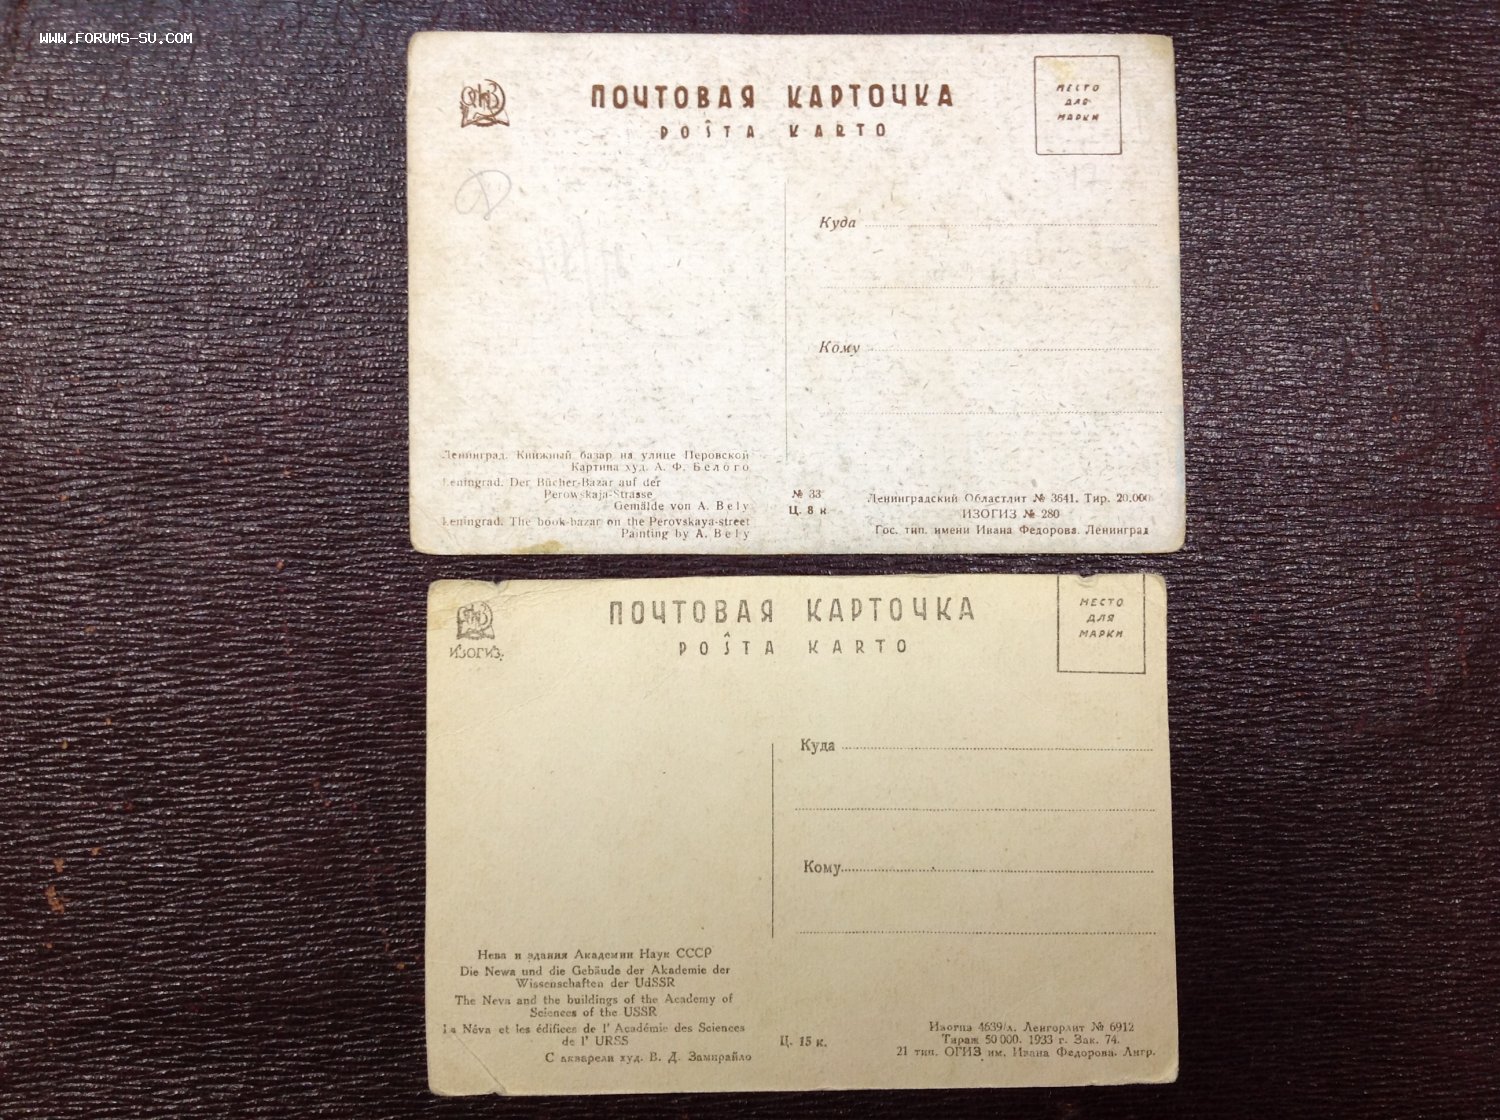 WWW.FORUMS-SU.COM
ПОЧТОВАЯ КАРТОЧКА
POŜTA KARTO
МЕСТО
ДЛЯ
МАРКИ
Куда
Кому
Ленинград. Книжный базар на улице Перовской
Картина худ. А. Ф. Белого
Leningrad. Der Bücher-Bazar auf der
Perowskaja-Strasse
Gemälde von A. Bely
Leningrad. The book-bazar on the Perovskaya-street
Painting by A. Bely
№ 33
Ц. 8 к.
Ленинградский Областлит № 3641. Тир. 20.000
ИЗОГИЗ № 280
Гос. тип. имени Ивана Федорова. Ленинград
ИЗОГИЗ.
ПОЧТОВАЯ КАРТОЧКА
POŜTA KARTO
МЕСТО
ДЛЯ
МАРКИ
Куда
Кому
Нева и здания Академии Наук СССР
Die Newa und die Gebäude der Akademie der
Wissenschaften der UdSSR
The Neva and the buildings of the Academy of
Sciences of the USSR
La Néva et les édifices de l' Académie des Sciences
de l' URSS
С акварели худ. В. Д. Замирайло
Ц. 15 к.
Изогиз 4639/л. Ленгорлит № 6912
Тираж 50 000. 1933 г. Зак. 74.
21 тип. ОГИЗ им. Ивана Федорова. Лнгр.